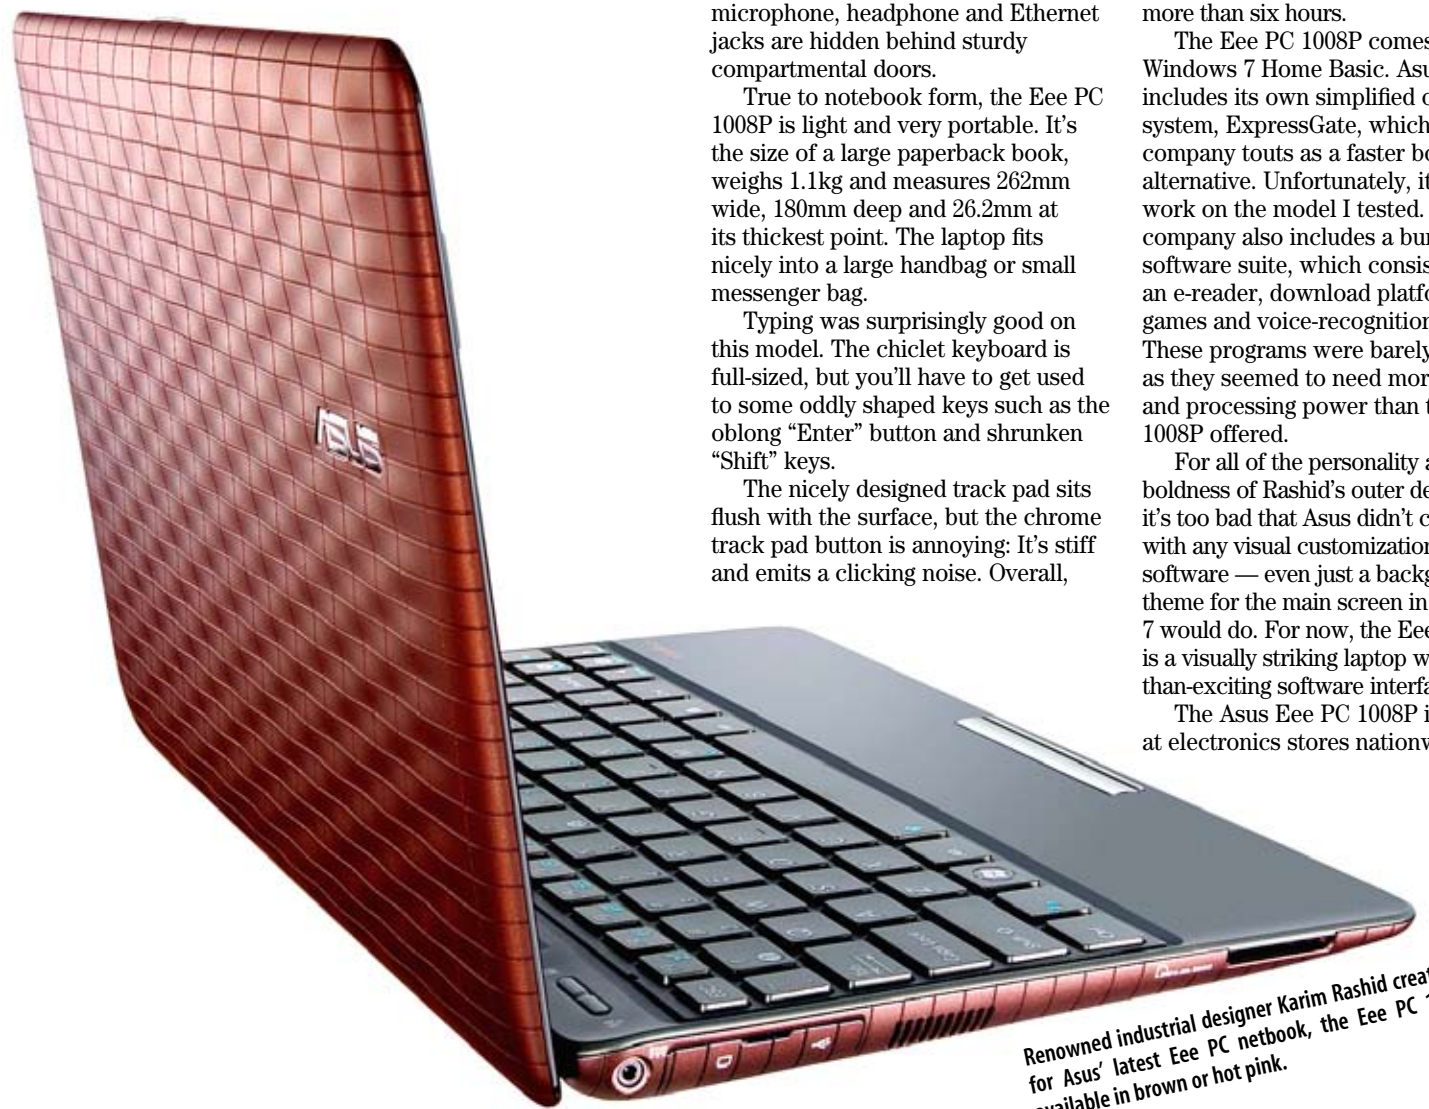 microphone, headphone and Ethernet
jacks are hidden behind sturdy
compartmental doors.
True to notebook form, the Eee PC
1008P is light and very portable. It's
the size of a large paperback book,
weighs 1.1kg and measures 262mm
wide, 180mm deep and 26.2mm at
its thickest point. The laptop fits
nicely into a large handbag or small
messenger bag.
Typing was surprisingly good on
this model. The chiclet keyboard is
full-sized, but you'll have to get used
to some oddly shaped keys such as the
oblong “Enter” button and shrunken
“Shift” keys.
The nicely designed track pad sits
flush with the surface, but the chrome
track pad button is annoying: It's stiff
and emits a clicking noise. Overall,
more than six hours.
The Eee PC 1008P comes
Windows 7 Home Basic.
includes its own simplified
system, ExpressGate, which
company touts as a faster
alternative. Unfortunately,
work on the model I tested.
company also includes a
software suite, which
an e-reader, download
games and voice-recognition
These programs were barely
as they seemed to need
and processing power than
1008P offered.
For all of the personality
boldness of Rashid's outer
it's too bad that Asus didn't
with any visual customization
software — even just a
theme for the main screen in
7 would do. For now, the
is a visually striking laptop
than-exciting software
The Asus Eee PC 1008P
at electronics stores
ASUS
Renowned industrial designer Karim Rashid
for Asus' latest Eee PC netbook, the Eee PC
available in brown or hot pink.